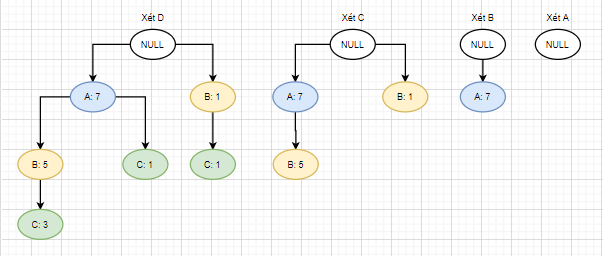 Xét D
Xét C
Xét B
Xét A
NULL
NULL
NULL
NULL
A: 7
B: 1
A: 7
B: 1
A: 7
B: 5
C: 1
C: 1
B: 5
C: 3